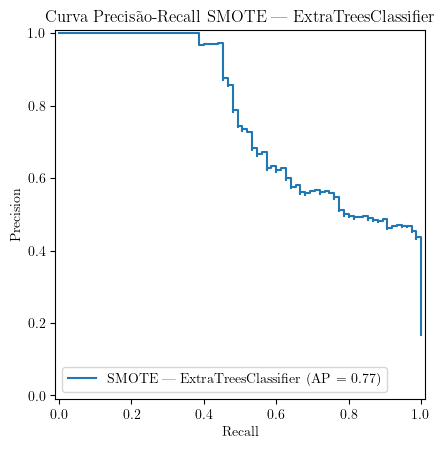 Curva Precisão-Recall SMOTE — ExtraTreesClassifier
1.0
0.8
0.6
0.4
0.2
0.0
Precision
SMOTE — ExtraTreesClassifier (AP = 0.77)
0.0 0.2 0.4 0.6 0.8 1.0
Recall